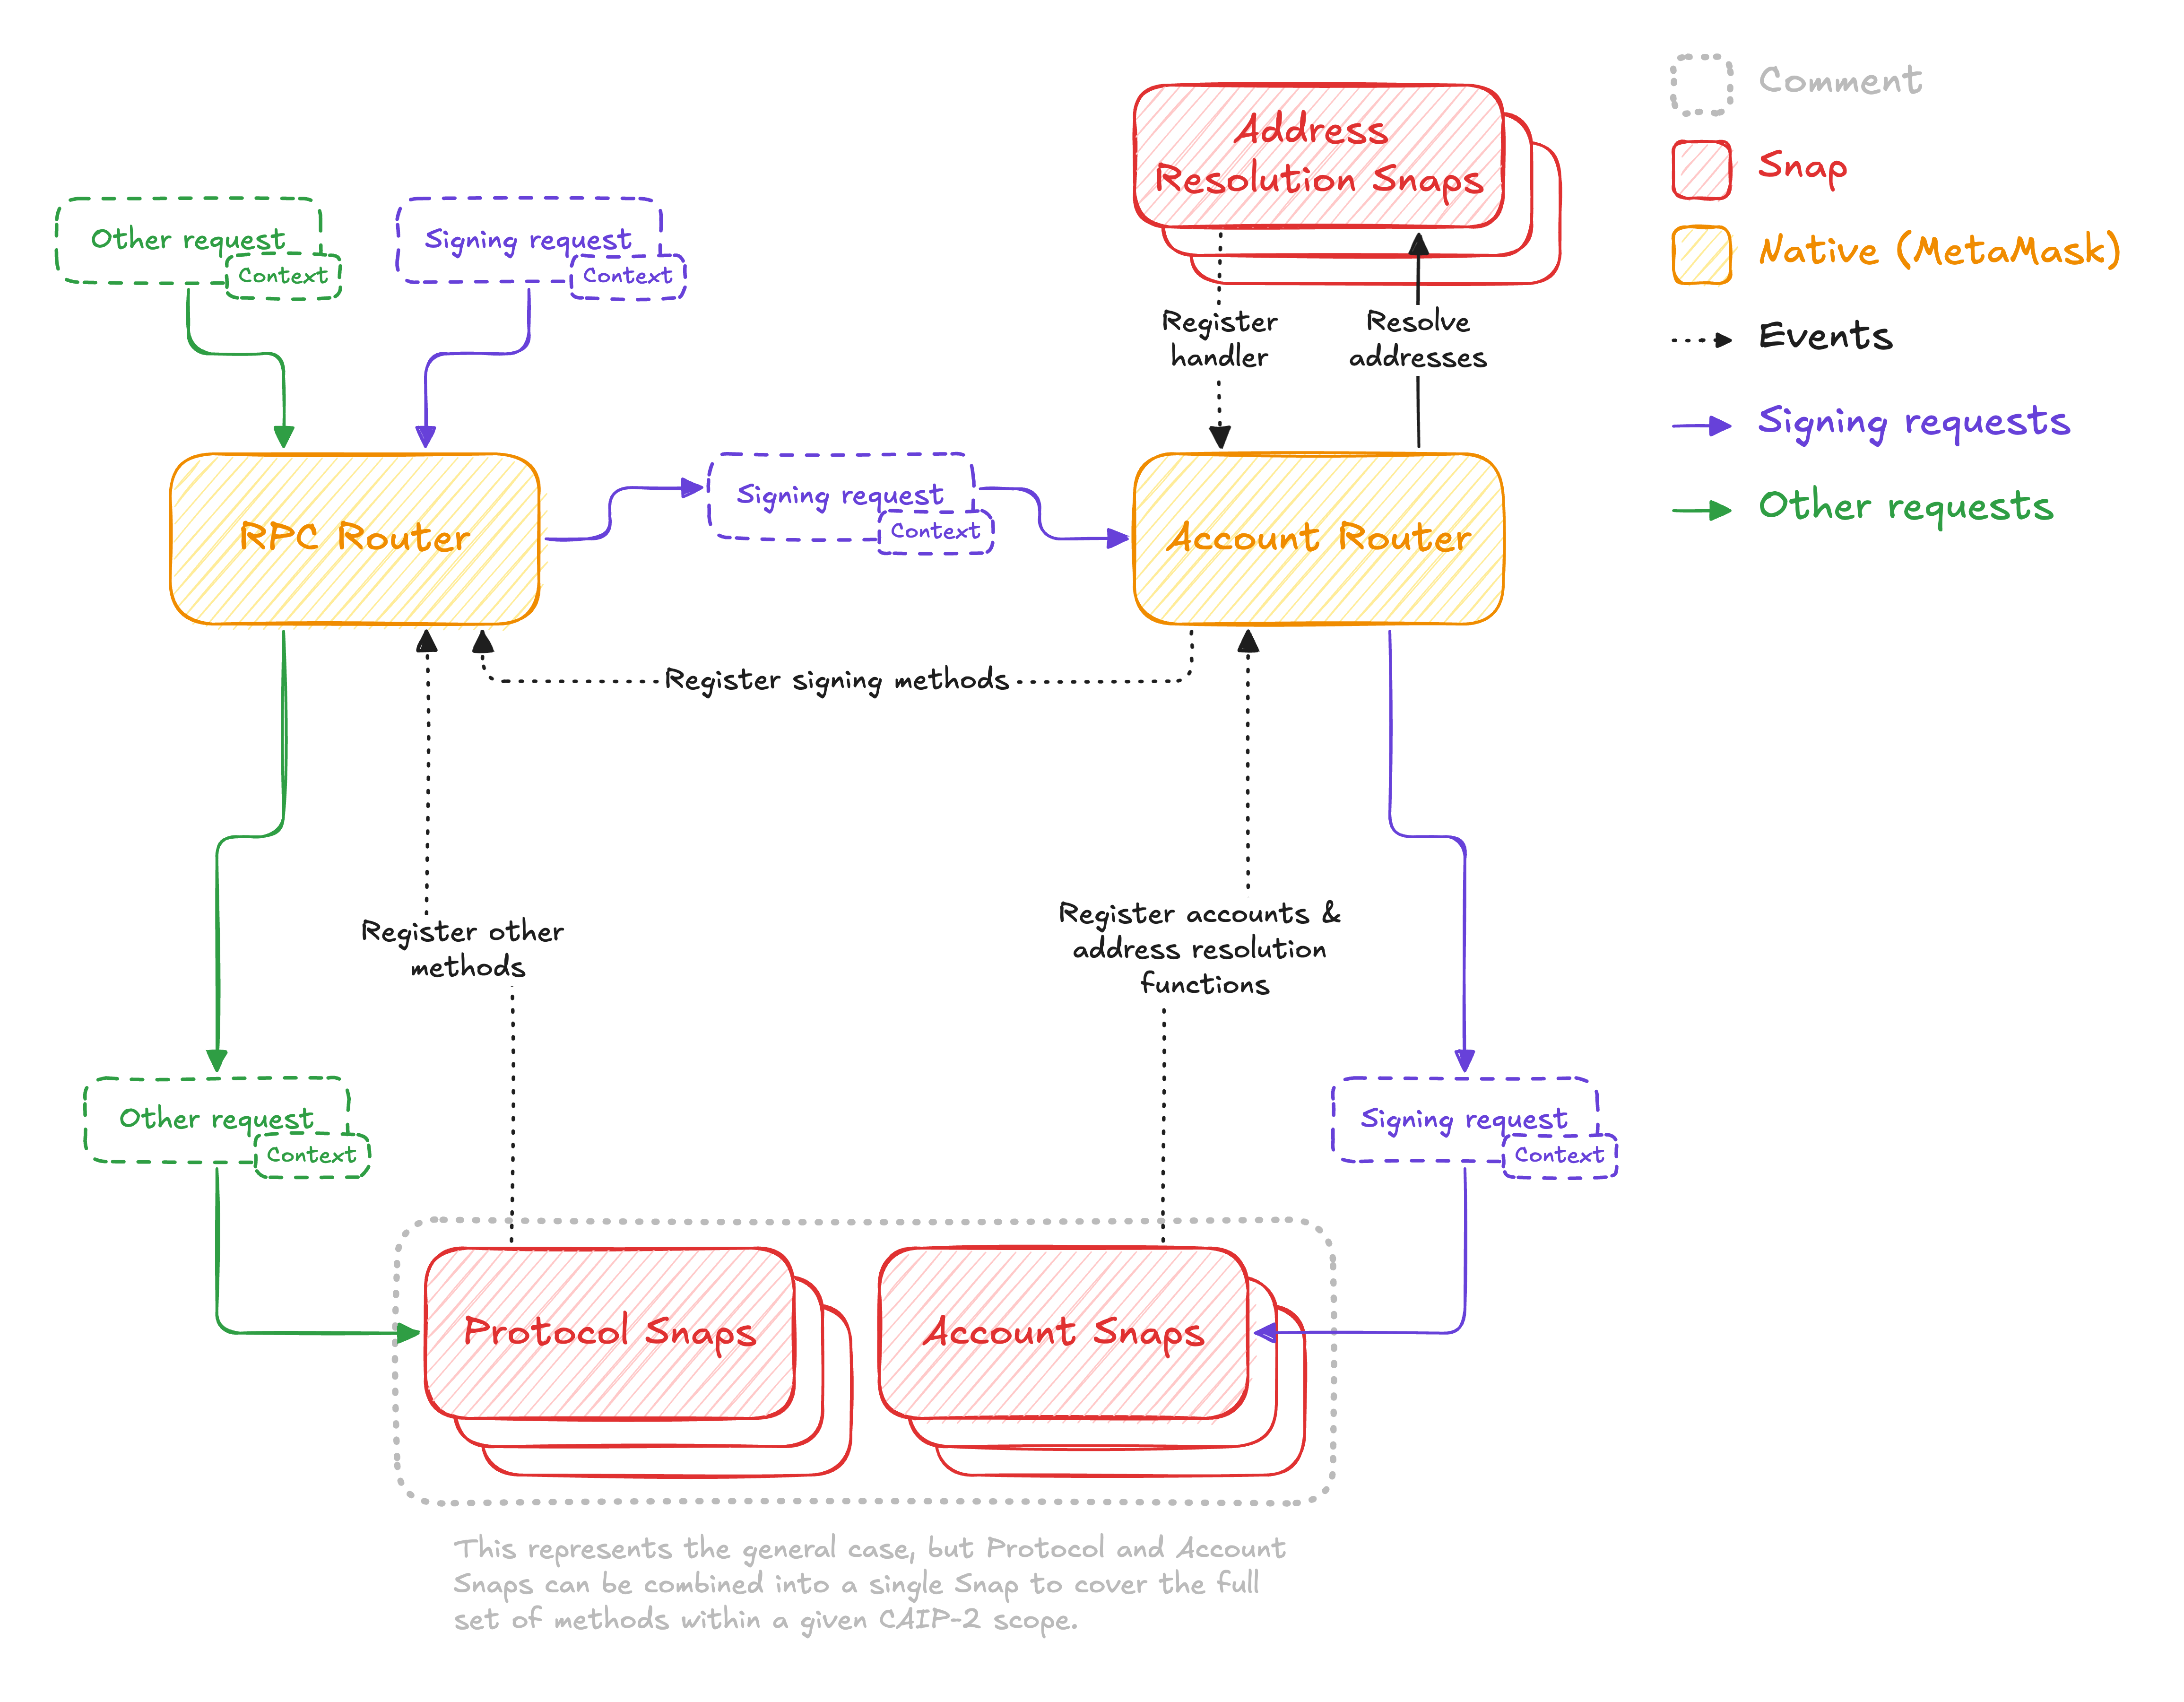 Comment
Address
Resolution Snaps
Snap
Other request
Context
Signing request
Context
Native (MetaMask)
Register
handler
Resolve
addresses
Events
Signing requests
RPC Router
Signing request
Context
Account Router
Other requests
Register signing methods
Register other
methods
Register accounts &
address resolution
functions
Other request
Context
Signing request
Context
Protocol Snaps
Account Snaps
This represents the general case, but Protocol and Account
Snaps can be combined into a single Snap to cover the full
set of methods within a given CAIP-2 scope.